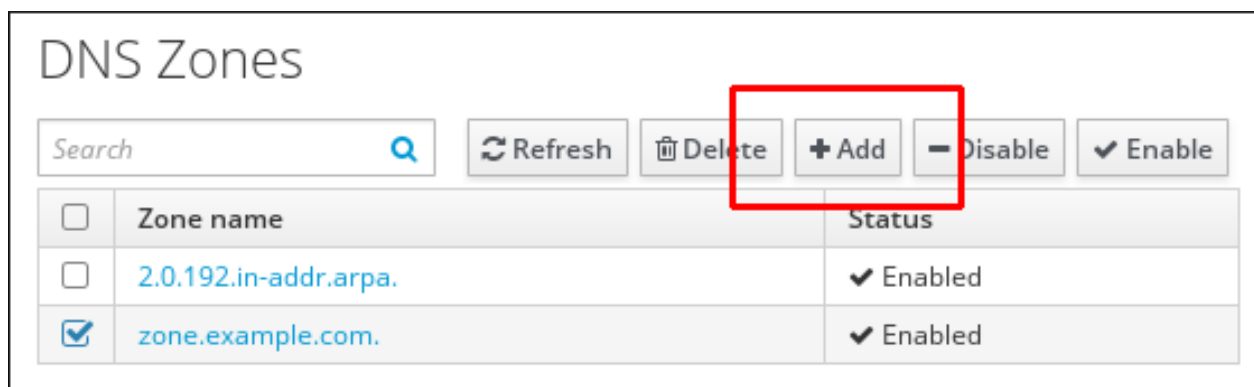 DNS Zones
Search Refresh Delete Add Disable Enable
Zone name Status
2.0.192.in-addr.arpa. Enabled
zone.example.com. Enabled